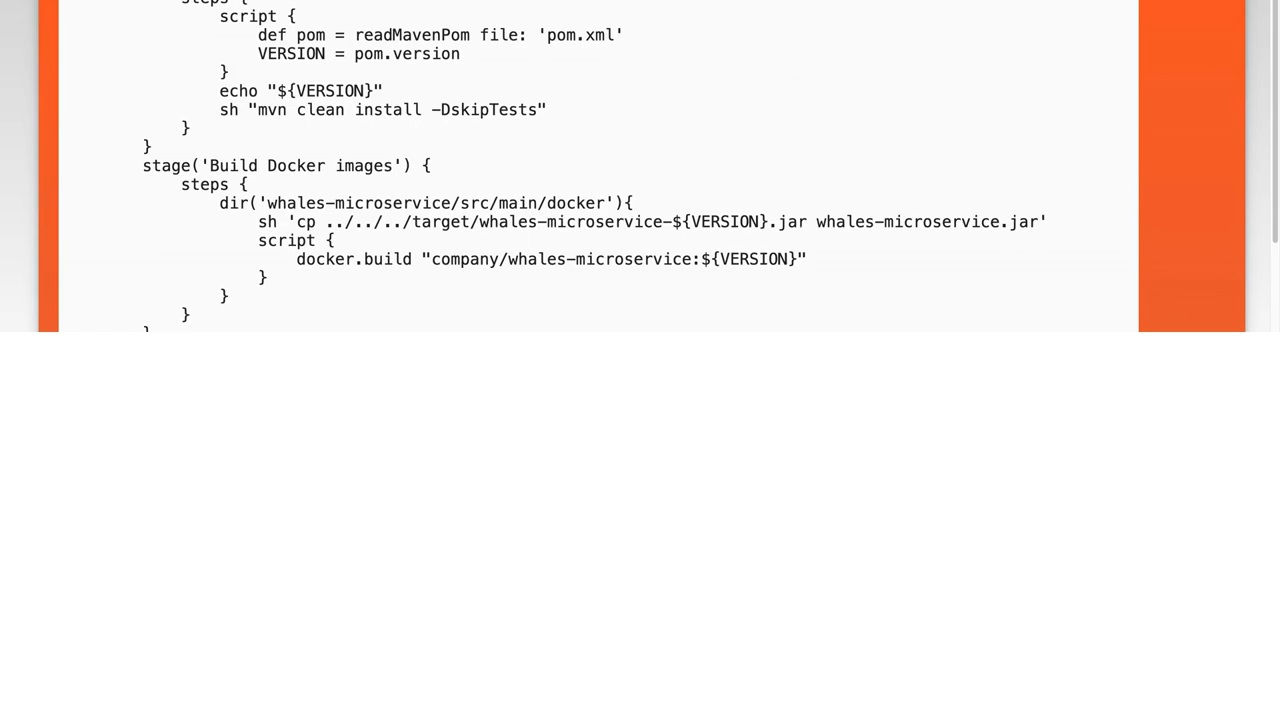 steps {
script {
def pom = readMavenPom file: 'pom.xml'
VERSION = pom.version
}
echo "${VERSION}"
sh "mvn clean install -DskipTests"
}
}
stage('Build Docker images') {
steps {
dir('whales-microservice/src/main/docker'){
sh 'cp ../../../target/whales-microservice-${VERSION}.jar whales-microservice.jar'
script {
docker.build "company/whales-microservice:${VERSION}"
}
}
}
}